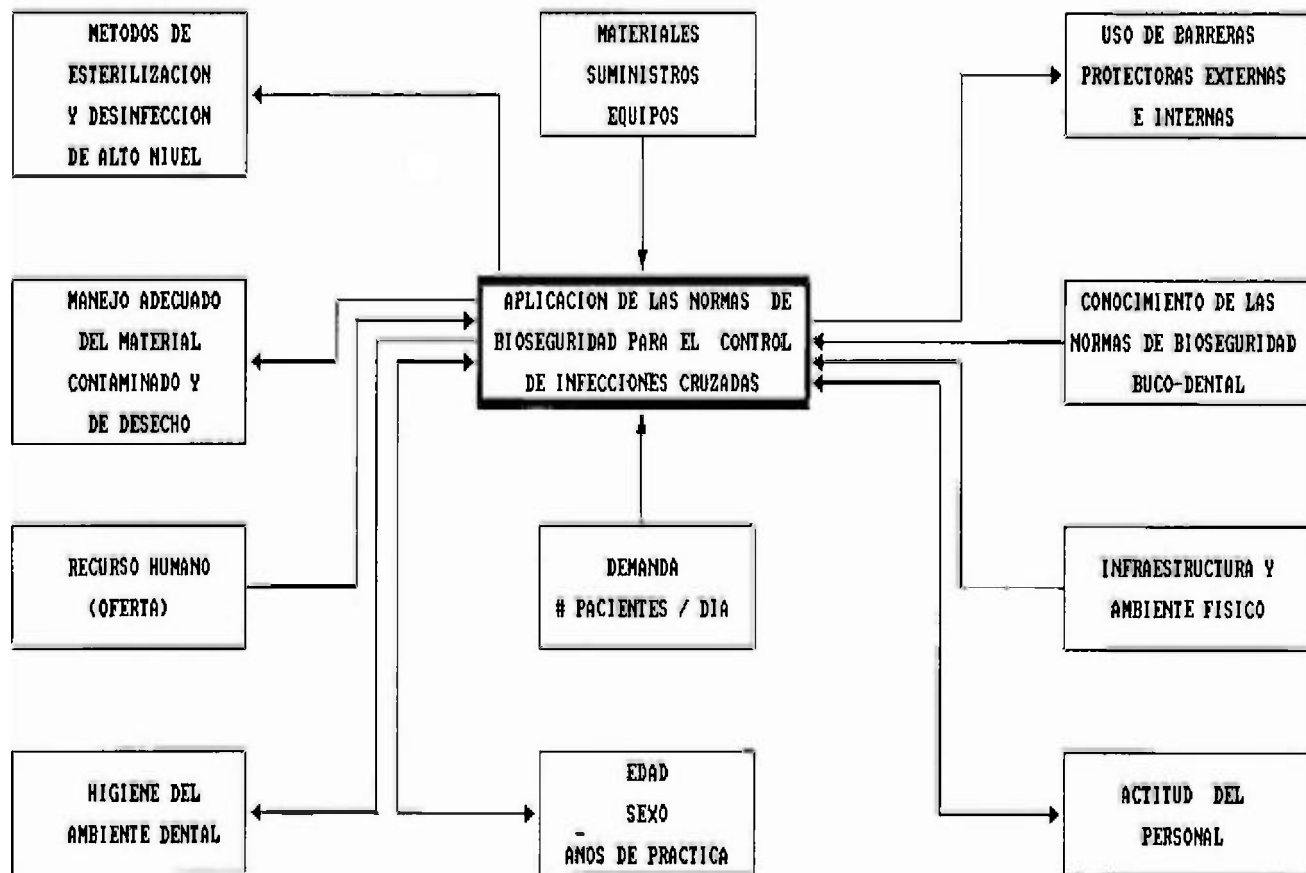 METODOS DE
ESTERILIZACION
Y DESINFECCION
DE ALTO NIVEL
MATERIALES
SUMINISTROS
EQUIPOS
USO DE BARRERAS
PROTECTORAS EXTERNAS
E INTERNAS
MANEJO ADECUADO
DEL MATERIAL
CONTAMINADO Y
DE DESECHO
APLICACION DE LAS NORMAS DE
BIOSEGURIDAD PARA EL CONTROL
DE INFECCIONES CRUZADAS
CONOCIMIENTO DE LAS
NORMAS DE BIOSEGURIDAD
BUCO-DENTAL
RECURSO HUMANO
(OFERTA)
DEMANDA
# PACIENTES / DIA
INFRAESTRUCTURA Y
AMBIENTE FISICO
HIGIENE DEL
AMBIENTE DENTAL
EDAD
SEXO
AÑOS DE PRACTICA
ACTITUD DEL
PERSONAL